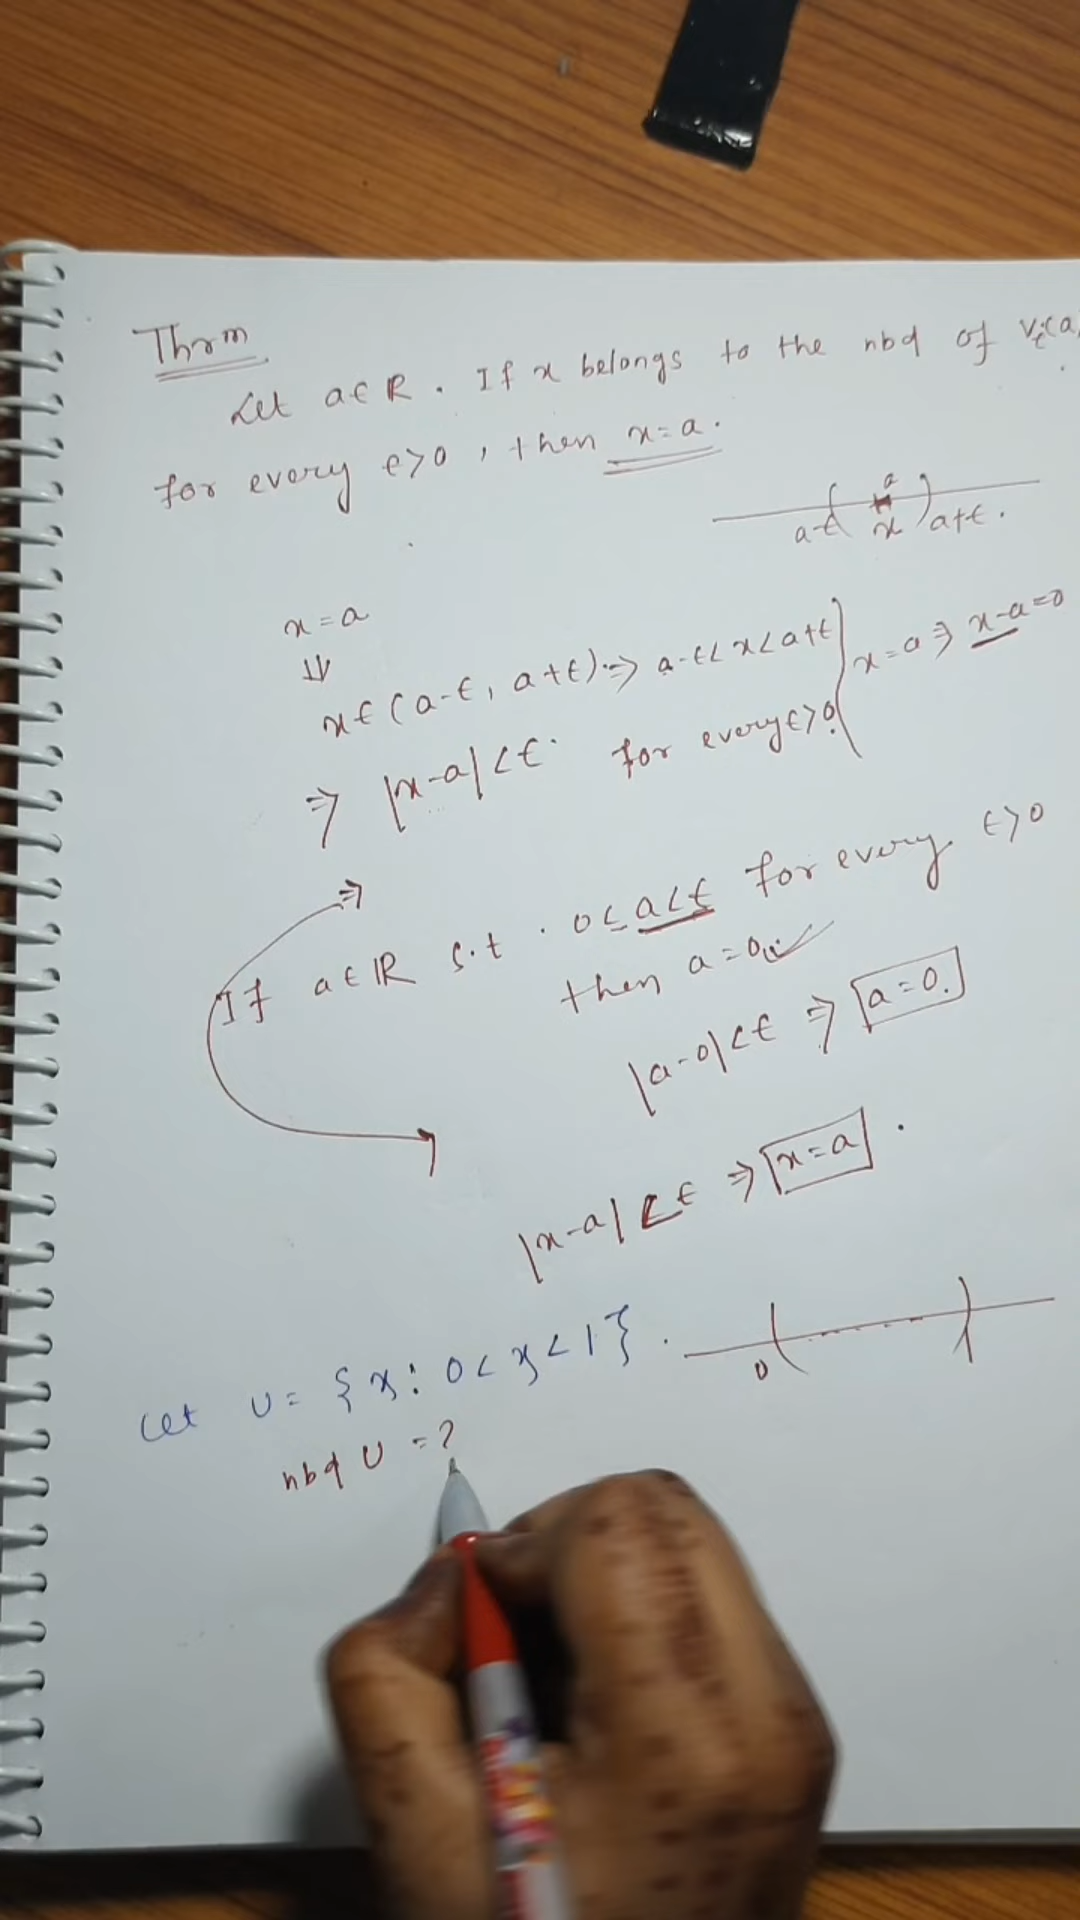 Thrm
Let a∈R. If x belongs to the nbd of Vε(a)
for every ε>0, then x=a.
a
a-ε x a+ε.
x=a
⇓
x∈(a-ε, a+ε). ⇒ a-ε<x<a+ε
x=a ⇒ x-a=0
⇒ |x-a|<ε. for every ε>0.
⇒
If a∈ℝ s.t. 0≤a<ε for every ε>0
then a=0. ✓
|a-0|<ε ⇒ a=0.
|x-a|<ε ⇒ x=a.
Let U= {x: 0<x<1}.
0 1
nbd U =?